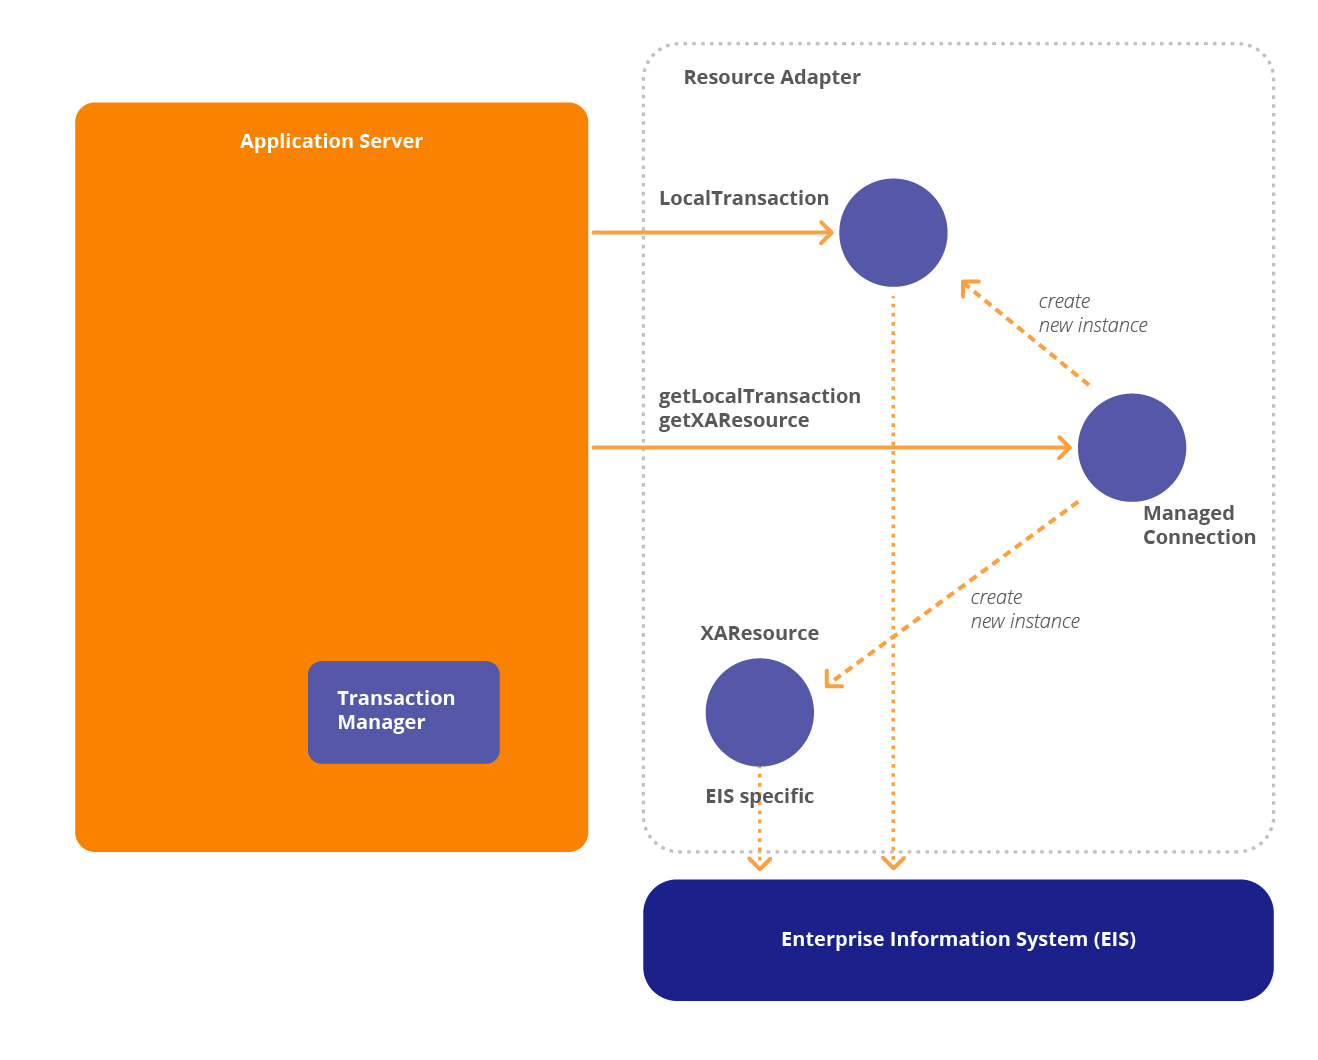 Resource Adapter
Application Server
LocalTransaction
create
new instance
getLocalTransaction
getXAResource
Managed
Connection
create
new instance
XAResource
Transaction
Manager
EIS specific
Enterprise Information System (EIS)